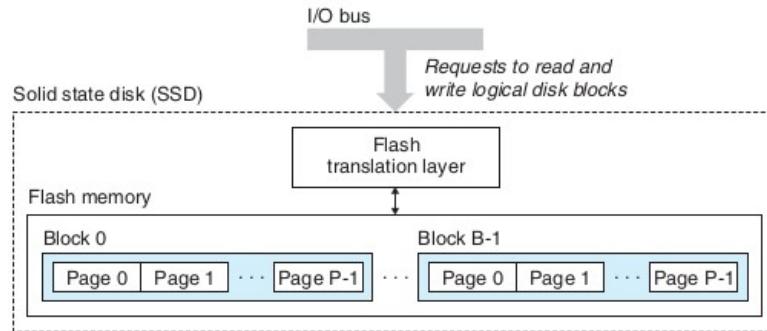 I/O bus
Requests to read and
write logical disk blocks
Solid state disk (SSD)
Flash
translation layer
Flash memory
Block 0
Block B-1
Page 0 Page 1 · · · Page P-1 · · · Page 0 Page 1 · · · Page P-1